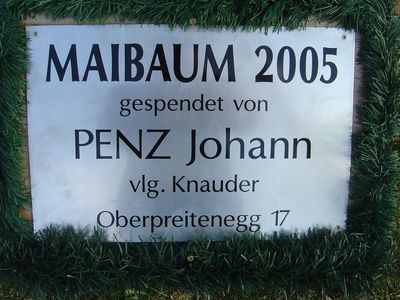 MAIBAUM 2005
gespendet von
PENZ Johann
vlg. Knauder
Oberpreitenegg 17